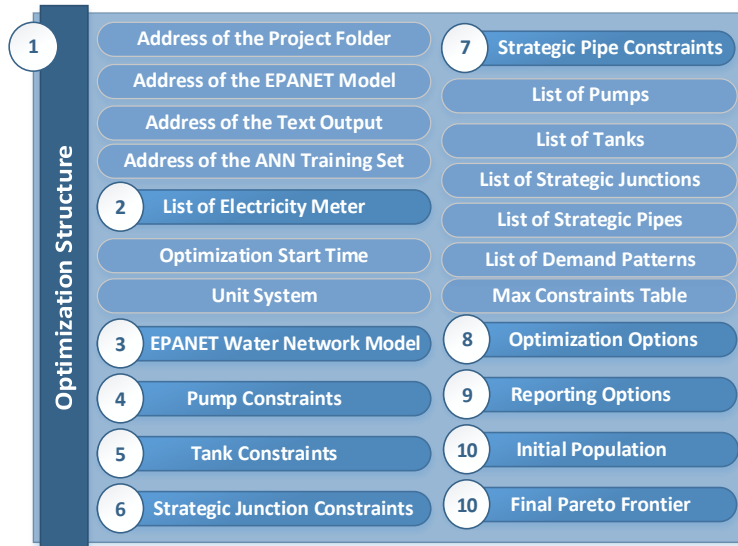 1
Optimization Structure
Address of the Project Folder
Address of the EPANET Model
Address of the Text Output
Address of the ANN Training Set
2 List of Electricity Meter
Optimization Start Time
Unit System
3 EPANET Water Network Model
4 Pump Constraints
5 Tank Constraints
6 Strategic Junction Constraints
7 Strategic Pipe Constraints
List of Pumps
List of Tanks
List of Strategic Junctions
List of Strategic Pipes
List of Demand Patterns
Max Constraints Table
8 Optimization Options
9 Reporting Options
10 Initial Population
10 Final Pareto Frontier